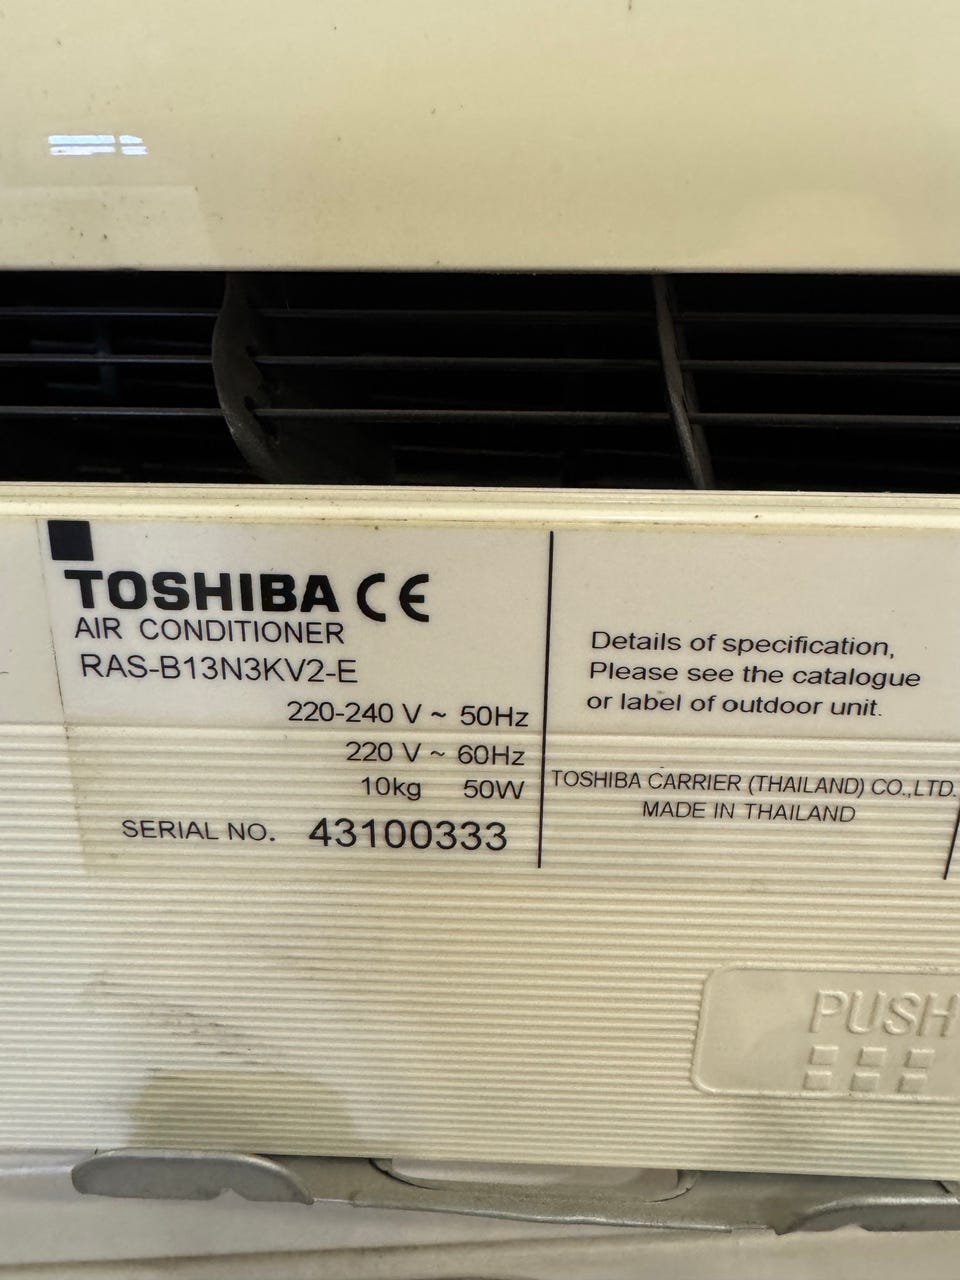 TOSHIBA CE
AIR CONDITIONER
RAS-B13N3KV2-E
220-240 V ~ 50Hz
220 V ~ 60Hz
10kg 50W
SERIAL NO. 43100333
Details of specification,
Please see the catalogue
or label of outdoor unit.
TOSHIBA CARRIER (THAILAND) CO.,LTD.
MADE IN THAILAND
PUSH